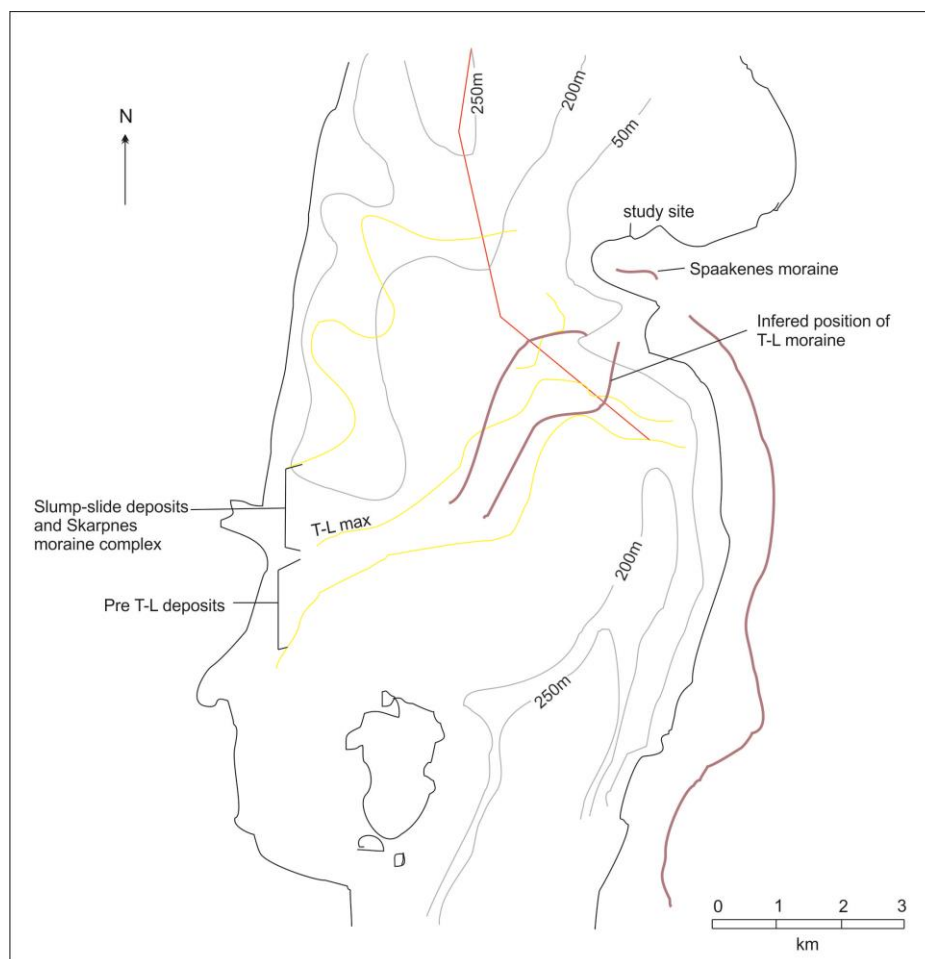 N
250m
200m
50m
study site
Spaakenes moraine
Infered position of
T-L moraine
Slump-slide deposits
and Skarpnes
moraine complex
T-L max
Pre T-L deposits
200m
250m
0 1 2 3
km